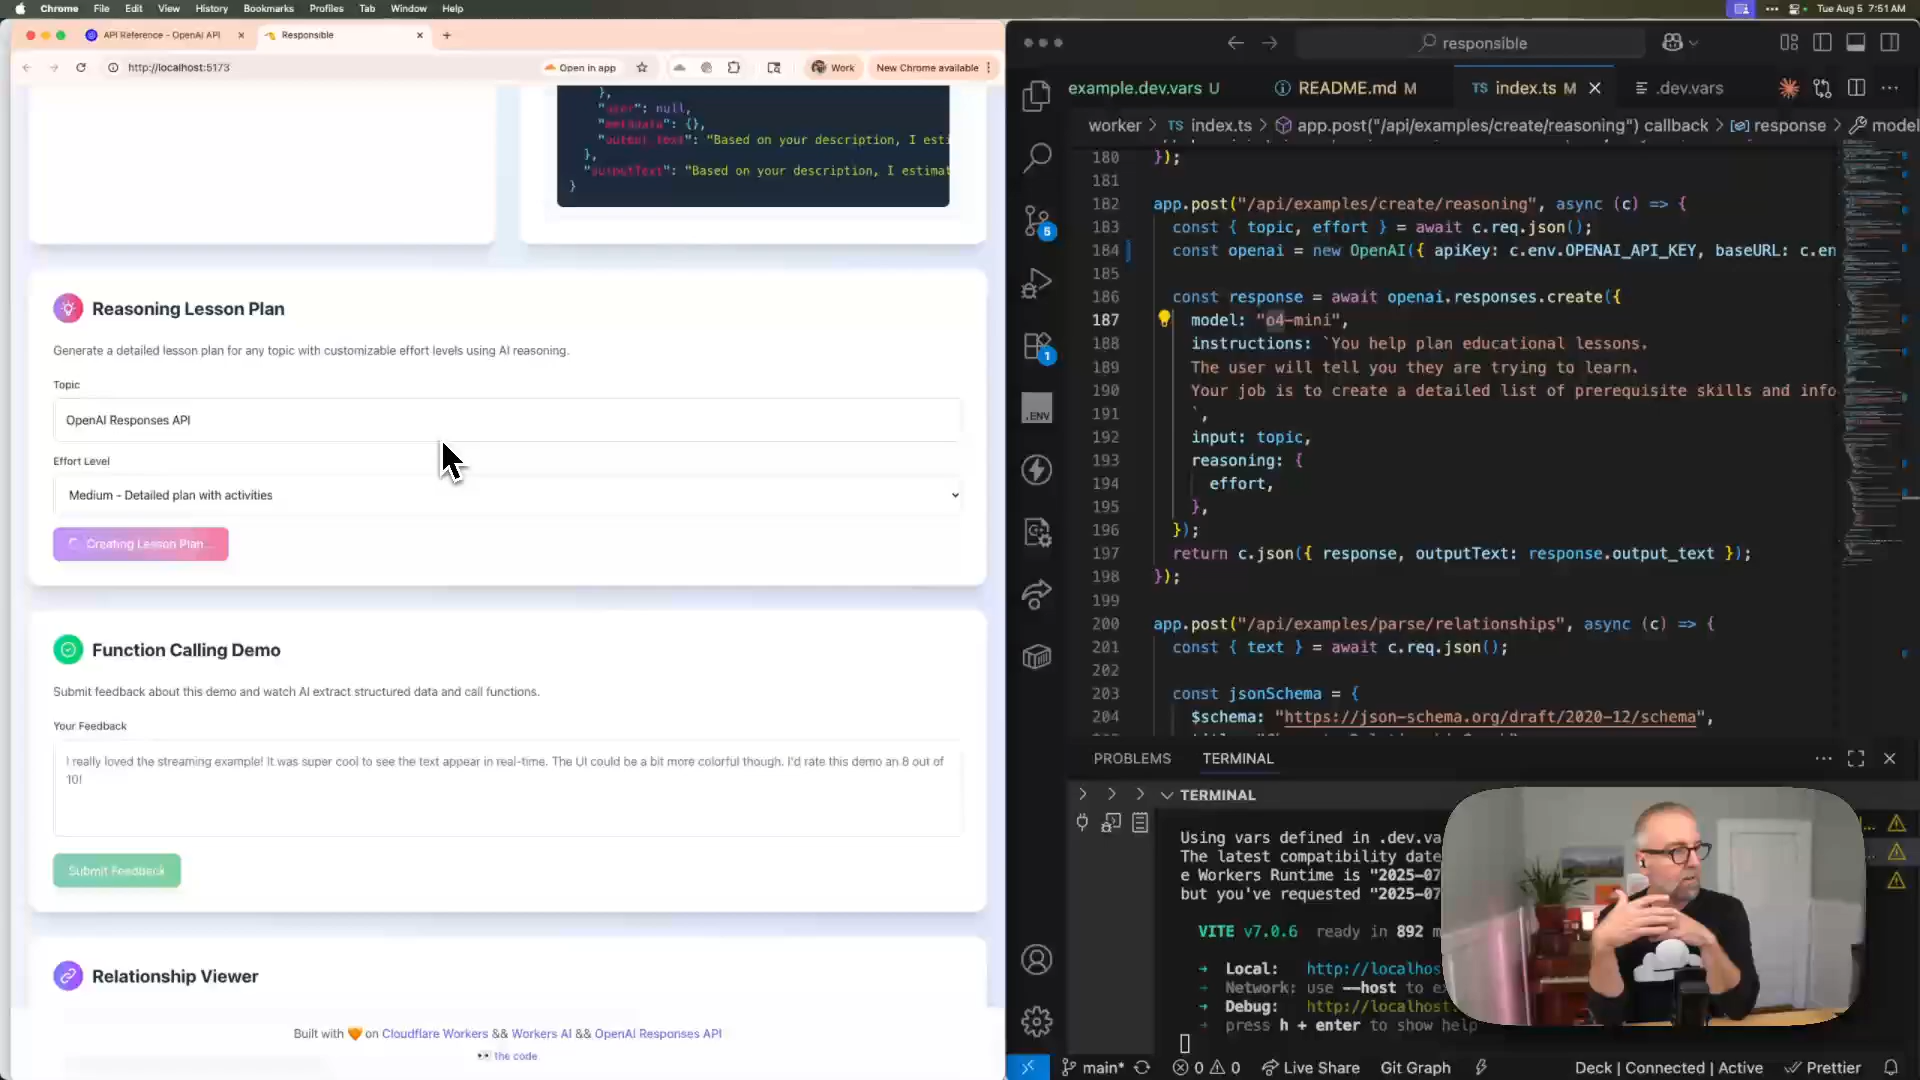 Chrome File Edit View History Bookmarks Profiles Tab Window Help
Tue Aug 5 7:51 AM
API Reference - OpenAI API
Responsible
http://localhost:5173
Open in app
Work
New Chrome available
},
"user": null,
"metadata": {},
"output_text": "Based on your description, I esti
},
"outputText": "Based on your description, I estimat
}
Reasoning Lesson Plan
Generate a detailed lesson plan for any topic with customizable effort levels using AI reasoning.
Topic
OpenAI Responses API
Effort Level
Medium - Detailed plan with activities
Creating Lesson Plan...
Function Calling Demo
Submit feedback about this demo and watch AI extract structured data and call functions.
Your Feedback
I really loved the streaming example! It was super cool to see the text appear in real-time. The UI could be a bit more colorful though. I'd rate this demo an 8 out of
10!
Submit Feedback
Relationship Viewer
Built with 🧡 on Cloudflare Workers && Workers AI && OpenAI Responses API
👀 the code
responsible
example.dev.vars U
README.md M
TS index.ts M
.dev.vars
worker > TS index.ts > app.post("/api/examples/create/reasoning") callback > response > model
180 });
181
182 app.post("/api/examples/create/reasoning", async (c) => {
183 const { topic, effort } = await c.req.json();
184 const openai = new OpenAI({ apiKey: c.env.OPENAI_API_KEY, baseURL: c.en
185
186 const response = await openai.responses.create({
187 model: "o4-mini",
188 instructions: `You help plan educational lessons.
189 The user will tell you they are trying to learn.
190 Your job is to create a detailed list of prerequisite skills and info
191 `,
192 input: topic,
193 reasoning: {
194 effort,
195 },
196 });
197 return c.json({ response, outputText: response.output_text });
198 });
199
200 app.post("/api/examples/parse/relationships", async (c) => {
201 const { text } = await c.req.json();
202
203 const jsonSchema = {
204 $schema: "https://json-schema.org/draft/2020-12/schema",
5
1
.ENV
PROBLEMS TERMINAL
TERMINAL
Using vars defined in .dev.va
The latest compatibility date
e Workers Runtime is "2025-07
but you've requested "2025-07
VITE v7.0.6 ready in 892 m
➜ Local: http://localhos
➜ Network: use --host to e
➜ Debug: http://localhost
➜ press h + enter to show help
main* 0 0 Live Share Git Graph Deck | Connected | Active Prettier